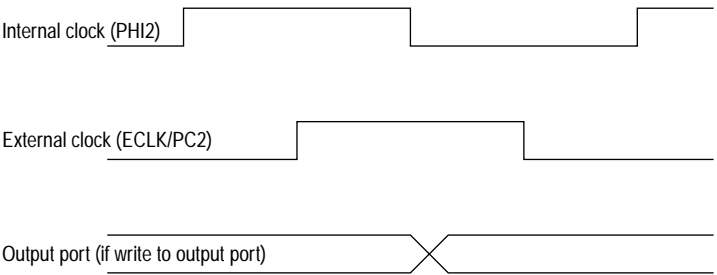 Internal clock (PHI2)
External clock (ECLK/PC2)
Output port (if write to output port)